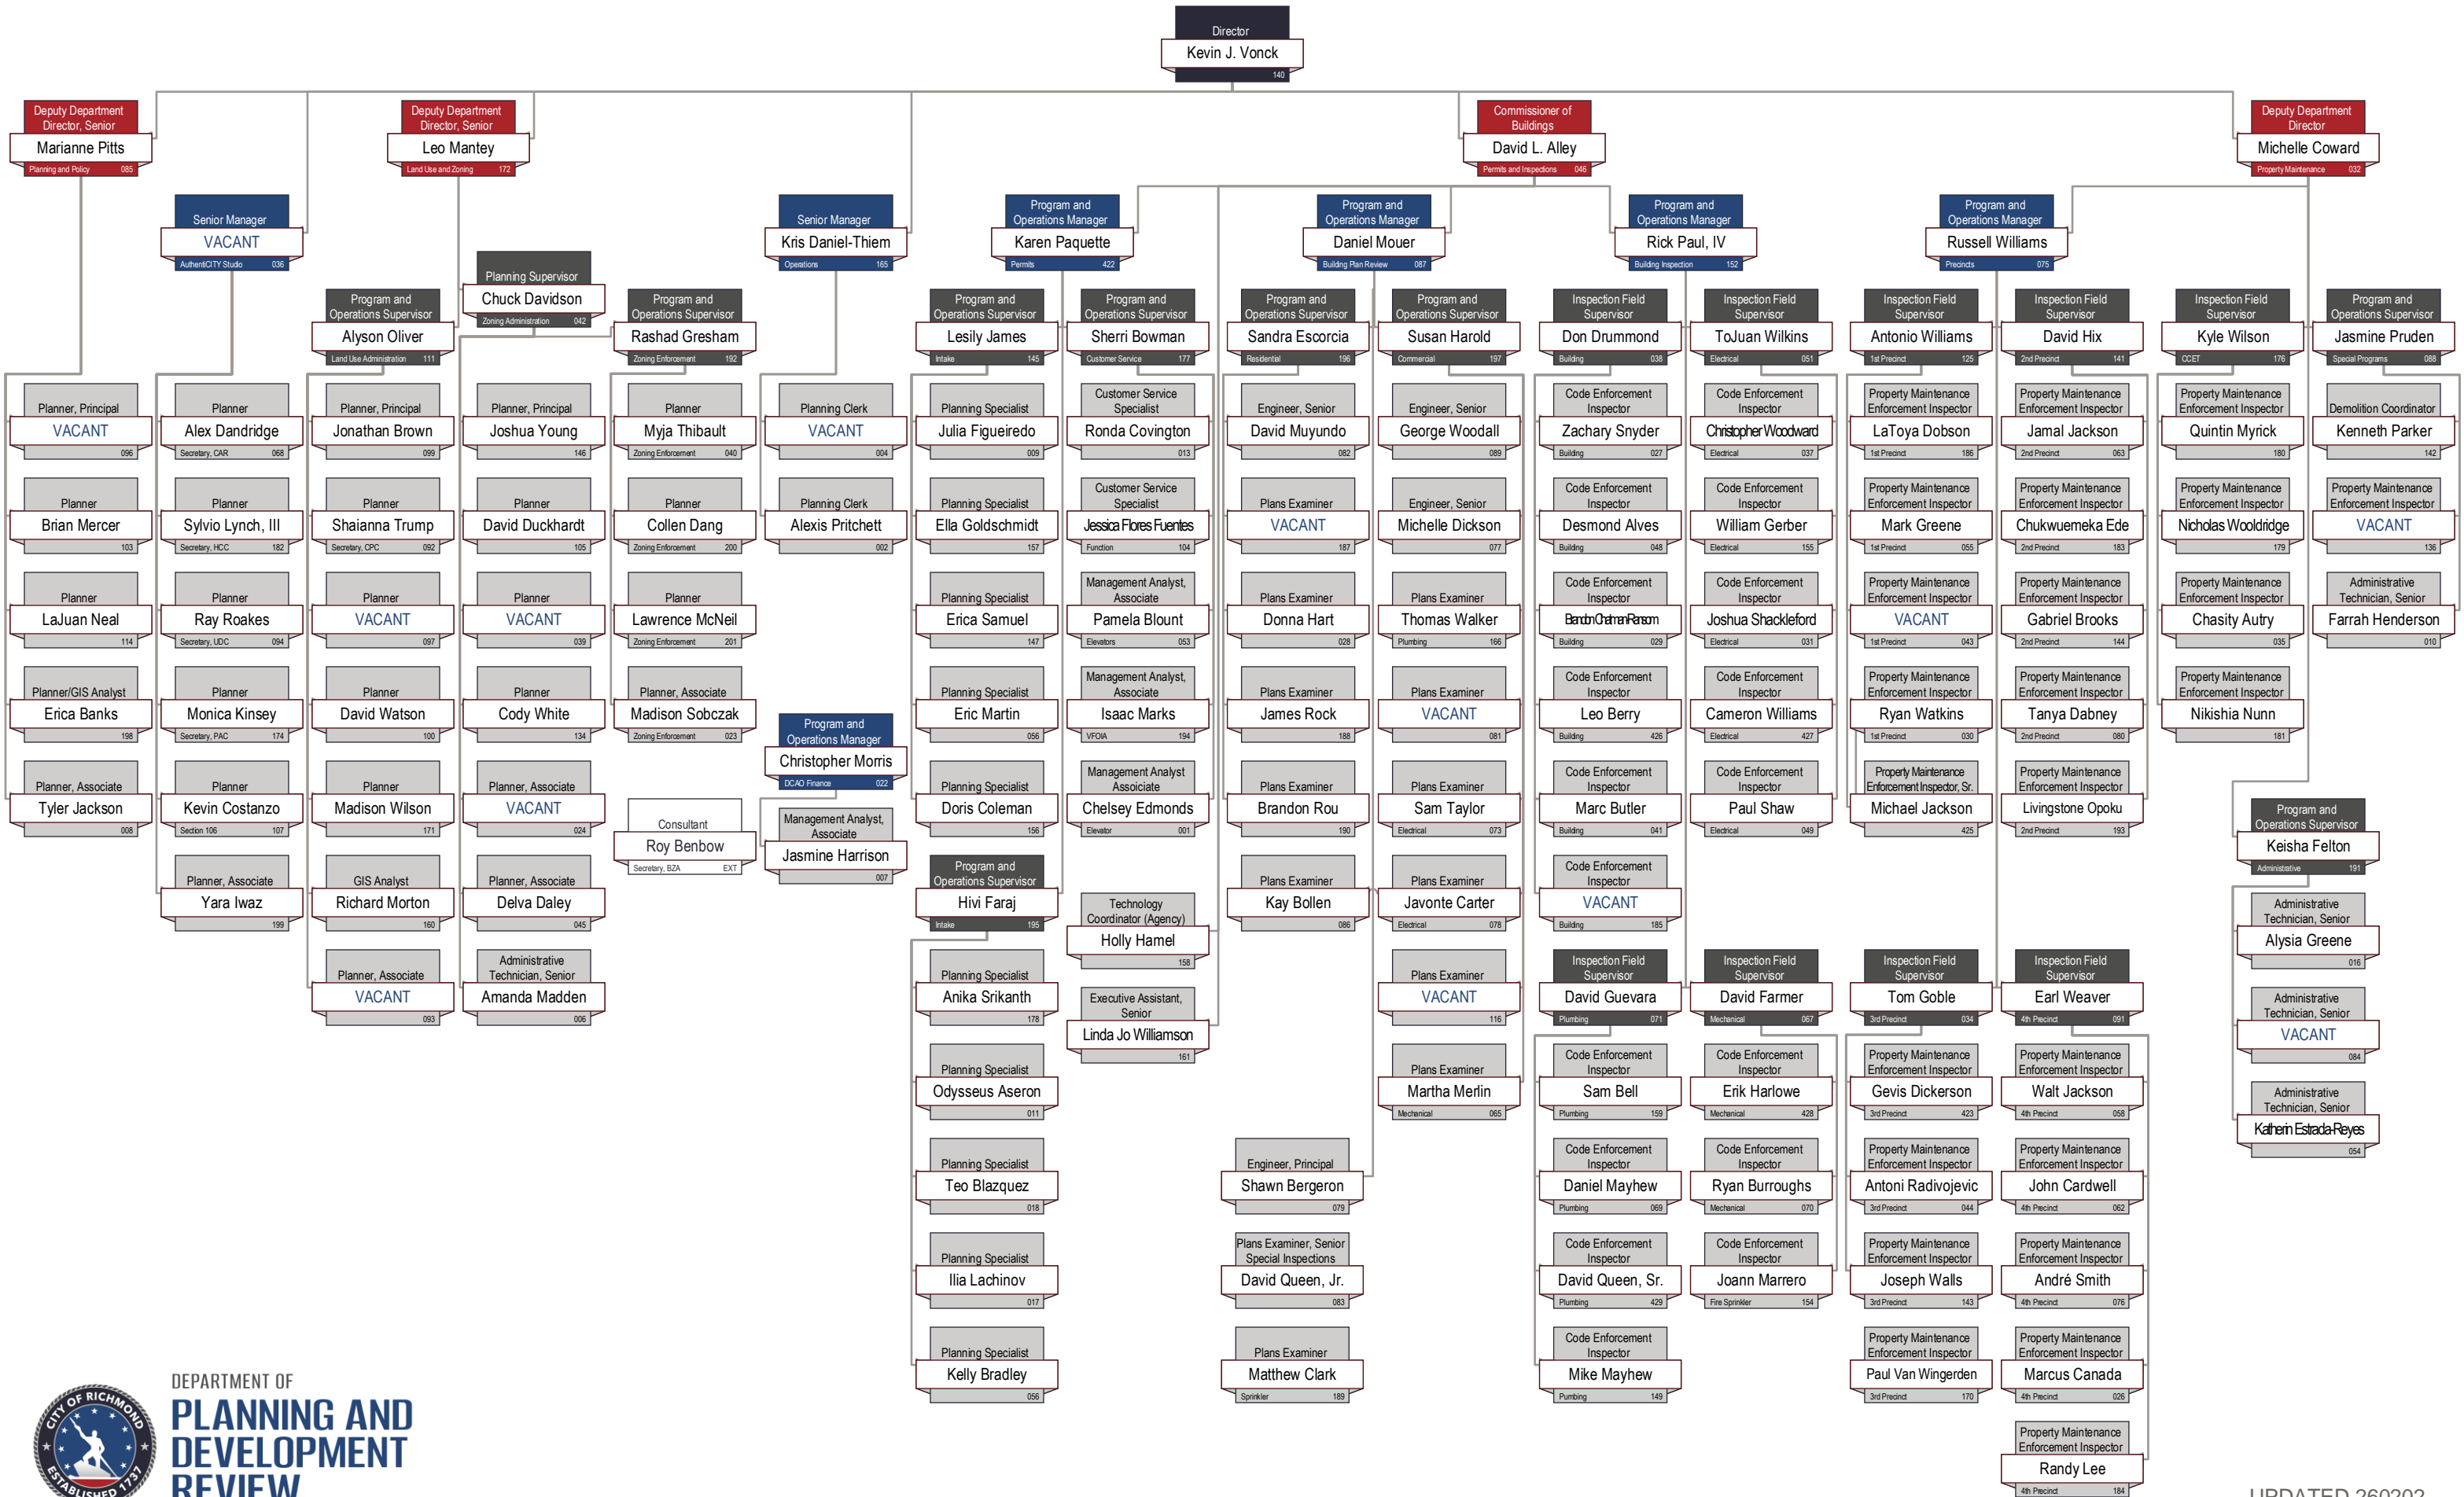 Director
Kevin J. Vonck
140
Deputy Department
Director, Senior
Marianne Pitts
Planning and Policy 085
Deputy Department
Director, Senior
Leo Mantey
Land Use and Zoning 172
Commissioner of
Buildings
David L. Alley
Permits and Inspections 046
Deputy Department
Director
Michelle Coward
Property Maintenance 032
Senior Manager
VACANT
AuthentiCITY Studio 036
Senior Manager
Kris Daniel-Thiem
Operations 165
Program and
Operations Manager
Karen Paquette
Permits 422
Program and
Operations Manager
Daniel Mouer
Building Plan Review 087
Program and
Operations Manager
Rick Paul, IV
Building Inspection 152
Program and
Operations Manager
Russell Williams
Precincts 075
Planning Supervisor
Chuck Davidson
Zoning Administration 042
Program and
Operations Supervisor
Alyson Oliver
Land Use Administration 111
Program and
Operations Supervisor
Rashad Gresham
Zoning Enforcement 192
Program and
Operations Supervisor
Lesily James
Intake 145
Program and
Operations Supervisor
Sherri Bowman
Customer Service 177
Program and
Operations Supervisor
Sandra Escorcia
Residential 196
Program and
Operations Supervisor
Susan Harold
Commercial 197
Inspection Field
Supervisor
Don Drummond
Building 038
Inspection Field
Supervisor
ToJuan Wilkins
Electrical 051
Inspection Field
Supervisor
Antonio Williams
1st Precinct 125
Inspection Field
Supervisor
David Hix
2nd Precinct 141
Inspection Field
Supervisor
Kyle Wilson
CCET 176
Program and
Operations Supervisor
Jasmine Pruden
Special Programs 088
Planner, Principal
VACANT
096
Planner
Brian Mercer
103
Planner
LaJuan Neal
114
Planner/GIS Analyst
Erica Banks
198
Planner, Associate
Tyler Jackson
008
Planner
Alex Dandridge
Secretary, CAR 068
Planner
Sylvio Lynch, III
Secretary, HCC 182
Planner
Ray Roakes
Secretary, UDC 094
Planner
Monica Kinsey
Secretary, PAC 174
Planner
Kevin Costanzo
Section 106 107
Planner, Associate
Yara Iwaz
199
Planner, Principal
Jonathan Brown
099
Planner
Shaianna Trump
Secretary, CPC 092
Planner
VACANT
097
Planner
David Watson
100
Planner
Madison Wilson
171
GIS Analyst
Richard Morton
160
Planner, Associate
VACANT
093
Planner, Principal
Joshua Young
146
Planner
David Duckhardt
105
Planner
VACANT
039
Planner
Cody White
134
Planner, Associate
VACANT
024
Planner, Associate
Delva Daley
045
Administrative
Technician, Senior
Amanda Madden
006
Planner
Myja Thibault
Zoning Enforcement 040
Planner
Collen Dang
Zoning Enforcement 200
Planner
Lawrence McNeil
Zoning Enforcement 201
Planner, Associate
Madison Sobczak
Zoning Enforcement 023
Consultant
Roy Benbow
Secretary, BZA EXT
Planning Clerk
VACANT
004
Planning Clerk
Alexis Pritchett
002
Program and
Operations Manager
Christopher Morris
DCAO Finance 022
Management Analyst,
Associate
Jasmine Harrison
007
Planning Specialist
Julia Figueiredo
009
Planning Specialist
Ella Goldschmidt
157
Planning Specialist
Erica Samuel
147
Planning Specialist
Eric Martin
056
Planning Specialist
Doris Coleman
156
Program and
Operations Supervisor
Hivi Faraj
Intake 195
Planning Specialist
Anika Srikanth
178
Planning Specialist
Odysseus Aseron
011
Planning Specialist
Teo Blazquez
018
Planning Specialist
Ilia Lachinov
017
Planning Specialist
Kelly Bradley
056
Customer Service
Specialist
Ronda Covington
013
Customer Service
Specialist
Jessica Flores Fuentes
Function 104
Management Analyst,
Associate
Pamela Blount
Elevators 053
Management Analyst,
Associate
Isaac Marks
VFOIA 194
Management Analyst
Assoiciate
Chelsey Edmonds
Elevator 001
Technology
Coordinator (Agency)
Holly Hamel
158
Executive Assistant,
Senior
Linda Jo Williamson
161
Engineer, Senior
David Muyundo
082
Plans Examiner
VACANT
187
Plans Examiner
Donna Hart
028
Plans Examiner
James Rock
188
Plans Examiner
Brandon Rou
190
Plans Examiner
Kay Bollen
086
Engineer, Principal
Shawn Bergeron
079
Plans Examiner, Senior
Special Inspections
David Queen, Jr.
083
Plans Examiner
Matthew Clark
Sprinkler 189
Engineer, Senior
George Woodall
089
Engineer, Senior
Michelle Dickson
077
Plans Examiner
Thomas Walker
Plumbing 166
Plans Examiner
VACANT
081
Plans Examiner
Sam Taylor
Electrical 073
Plans Examiner
Javonte Carter
Electrical 078
Plans Examiner
VACANT
116
Plans Examiner
Martha Merlin
Mechanical 065
Code Enforcement
Inspector
Zachary Snyder
Building 027
Code Enforcement
Inspector
Desmond Alves
Building 048
Code Enforcement
Inspector
Brandon Chatman-Ransom
Building 029
Code Enforcement
Inspector
Leo Berry
Building 426
Code Enforcement
Inspector
Marc Butler
Building 041
Code Enforcement
Inspector
VACANT
Building 185
Inspection Field
Supervisor
David Guevara
Plumbing 071
Code Enforcement
Inspector
Sam Bell
Plumbing 159
Code Enforcement
Inspector
Daniel Mayhew
Plumbing 069
Code Enforcement
Inspector
David Queen, Sr.
Plumbing 429
Code Enforcement
Inspector
Mike Mayhew
Pumbing 149
Code Enforcement
Inspector
Christopher Woodward
Electrical 037
Code Enforcement
Inspector
William Gerber
Electrical 155
Code Enforcement
Inspector
Joshua Shackleford
Electrical 031
Code Enforcement
Inspector
Cameron Williams
Electrical 427
Code Enforcement
Inspector
Paul Shaw
Electrical 049
Inspection Field
Supervisor
David Farmer
Mechanical 067
Code Enforcement
Inspector
Erik Harlowe
Mechanical 428
Code Enforcement
Inspector
Ryan Burroughs
Mechanical 070
Code Enforcement
Inspector
Joann Marrero
Fire Sprinkler 154
Property Maintenance
Enforcement Inspector
LaToya Dobson
1st Precinct 186
Property Maintenance
Enforcement Inspector
Mark Greene
1st Precinct 055
Property Maintenance
Enforcement Inspector
VACANT
1st Precinct 043
Property Maintenance
Enforcement Inspector
Ryan Watkins
1st Precinct 030
Property Maintenance
Enforcement Inspector, Sr.
Michael Jackson
425
Inspection Field
Supervisor
Tom Goble
3rd Precinct 034
Property Maintenance
Enforcement Inspector
Gevis Dickerson
3rd Precinct 423
Property Maintenance
Enforcement Inspector
Antoni Radivojevic
3rd Precinct 044
Property Maintenance
Enforcement Inspector
Joseph Walls
3rd Precinct 143
Property Maintenance
Enforcement Inspector
Paul Van Wingerden
3rd Precinct 170
Property Maintenance
Enforcement Inspector
Jamal Jackson
2nd Precinct 063
Property Maintenance
Enforcement Inspector
Chukwuemeka Ede
2nd Precinct 183
Property Maintenance
Enforcement Inspector
Gabriel Brooks
2nd Precinct 144
Property Maintenance
Enforcement Inspector
Tanya Dabney
2nd Precinct 080
Property Maintenance
Enforcement Inspector
Livingstone Opoku
2nd Precinct 193
Inspection Field
Supervisor
Earl Weaver
4th Precinct 091
Property Maintenance
Enforcement Inspector
Walt Jackson
4th Precinct 058
Property Maintenance
Enforcement Inspector
John Cardwell
4th Precinct 062
Property Maintenance
Enforcement Inspector
André Smith
4th Precinct 076
Property Maintenance
Enforcement Inspector
Marcus Canada
4th Precinct 026
Property Maintenance
Enforcement Inspector
Randy Lee
4th Precinct 184
Property Maintenance
Enforcement Inspector
Quintin Myrick
180
Property Maintenance
Enforcement Inspector
Nicholas Wooldridge
179
Property Maintenance
Enforcement Inspector
Chasity Autry
035
Property Maintenance
Enforcement Inspector
Nikishia Nunn
181
Demolition Coordinator
Kenneth Parker
142
Property Maintenance
Enforcement Inspector
VACANT
136
Administrative
Technician, Senior
Farrah Henderson
010
Program and
Operations Supervisor
Keisha Felton
Administrative 191
Administrative
Technician, Senior
Alysia Greene
016
Administrative
Technician, Senior
VACANT
084
Administrative
Technician, Senior
Katherin Estrada-Reyes
054
CITY OF RICHMOND
ESTABLISHED 1737
DEPARTMENT OF
PLANNING AND
DEVELOPMENT
REVIEW
UPDATED 260202